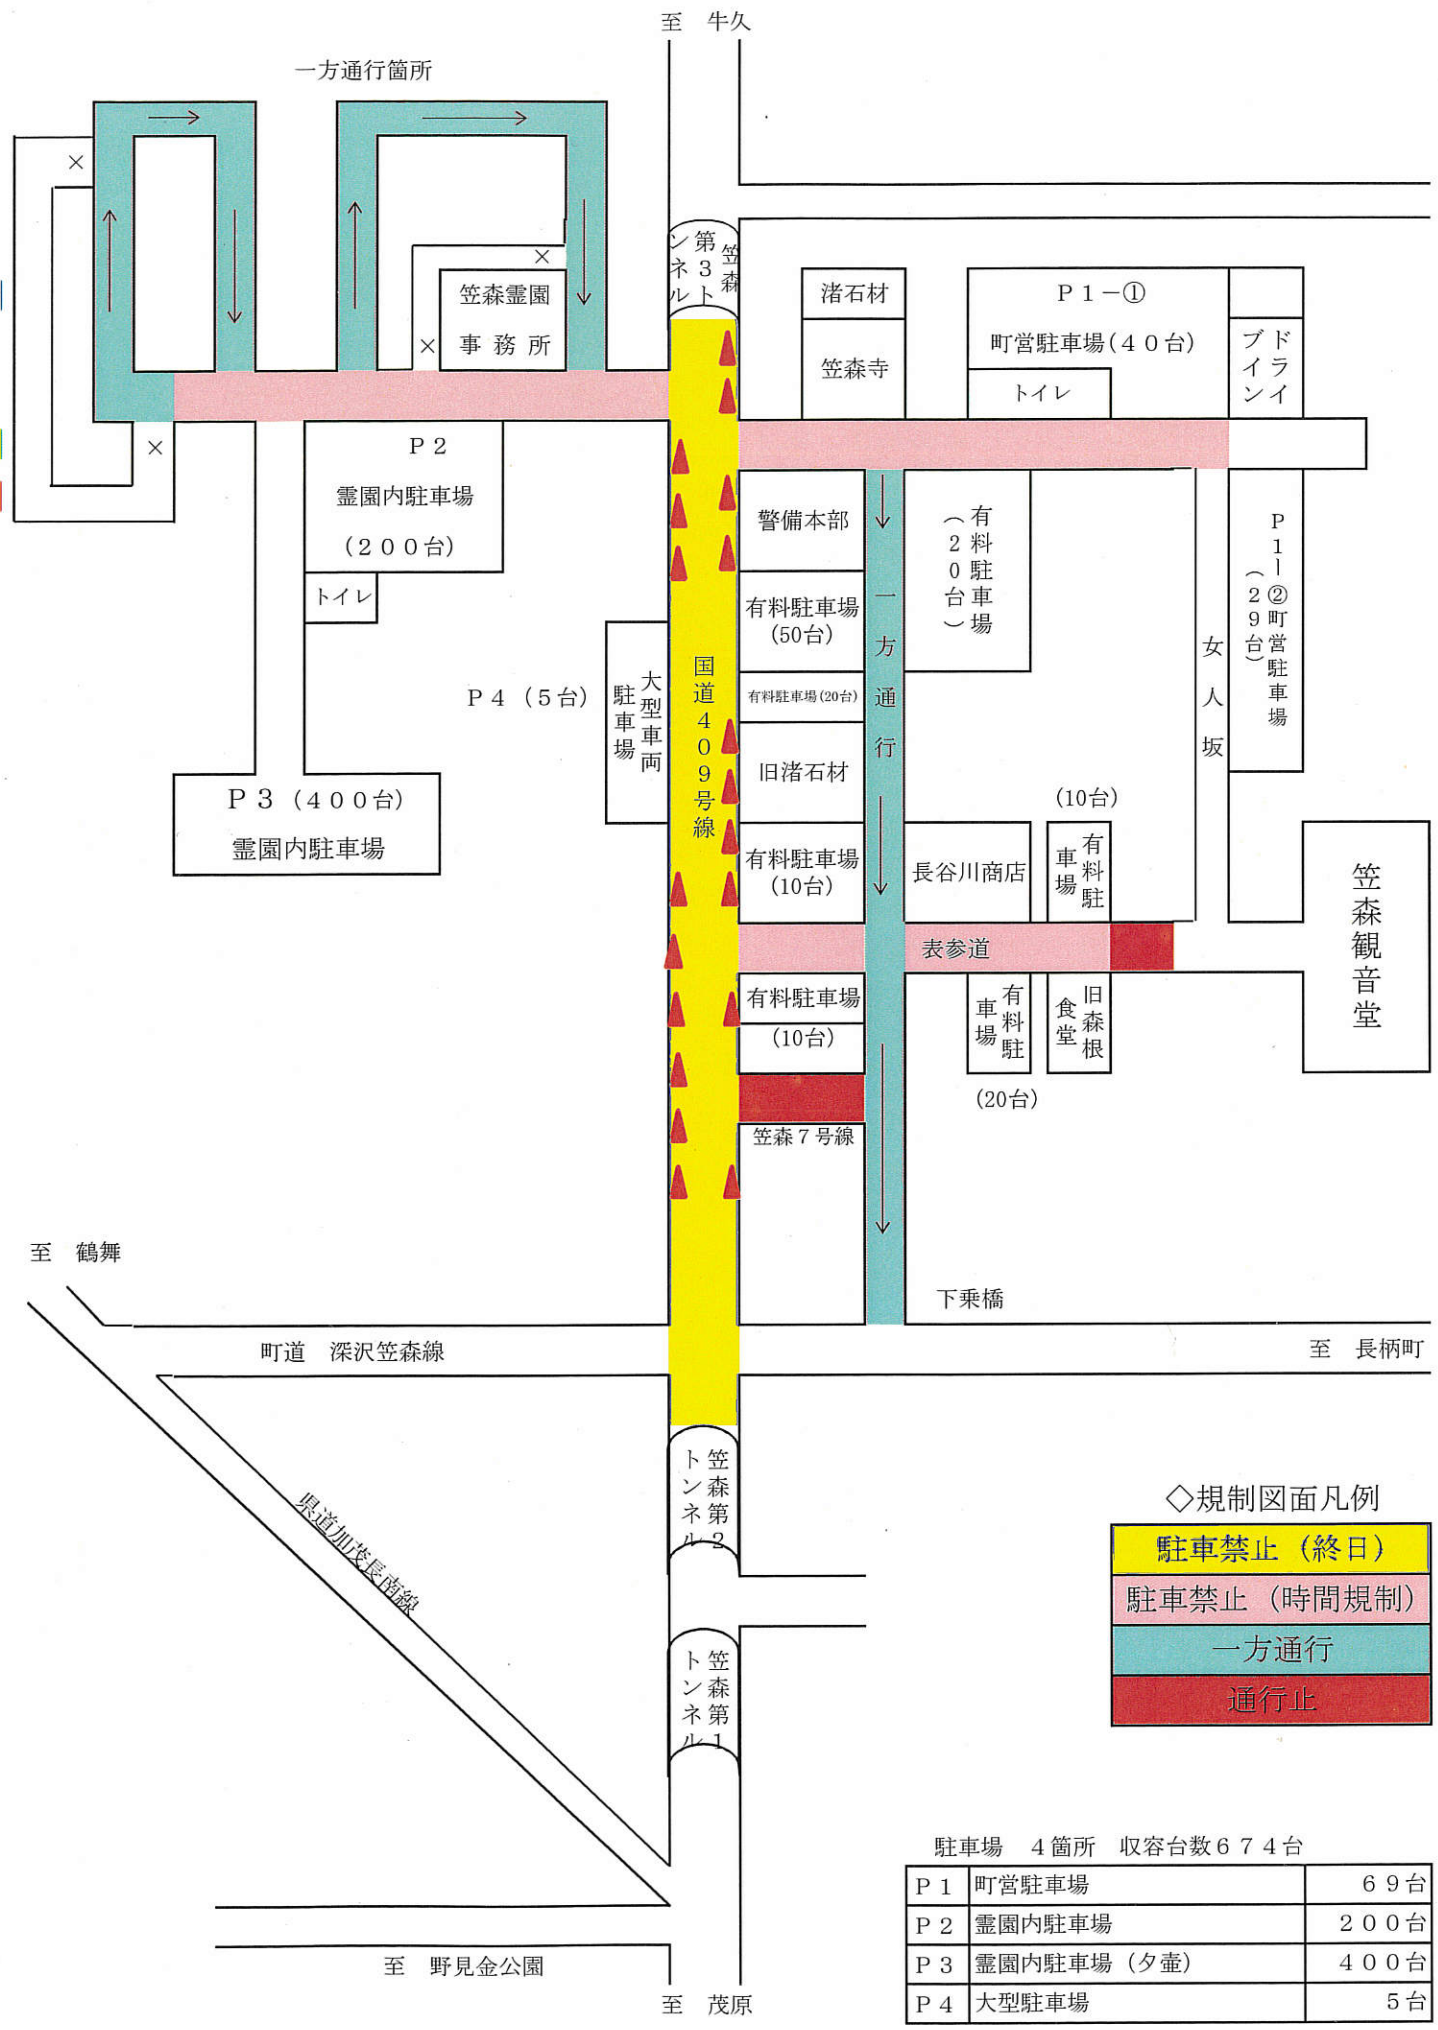 至　牛久
一方通行箇所
×
笠森
第３ト
ンネル
×
笠森霊園
事 務 所
×
渚石材
笠森寺
Ｐ１－①
町営駐車場(４０台)
トイレ
ドライ
ブイン
×
Ｐ２
霊園内駐車場
(２００台)
トイレ
警備本部
有料駐車場
(50台)
有料駐車場(20台)
旧渚石材
有料駐車場
(10台)
一方通行
有料駐車場
(２０台)
女人坂
Ｐ１－②町営駐車場
(２９台)
国道４０９号線
Ｐ４（５台）
大型車両
駐車場
Ｐ３（４００台）
霊園内駐車場
長谷川商店
(10台)
有料駐
車場
笠森観音堂
表参道
有料駐車場
(10台)
有料駐
車場
(20台)
旧森根
食堂
笠森７号線
至　鶴舞
下乗橋
町道　深沢笠森線
至　長柄町
県道加茂長南線
笠森第２
トンネル
笠森第１
トンネル
◇規制図面凡例
駐車禁止（終日）
駐車禁止（時間規制）
一方通行
通行止
駐車場　４箇所　収容台数６７４台
Ｐ１ 町営駐車場 ６９台
Ｐ２ 霊園内駐車場 ２００台
Ｐ３ 霊園内駐車場（夕壷） ４００台
Ｐ４ 大型駐車場 ５台
至　野見金公園
至　茂原